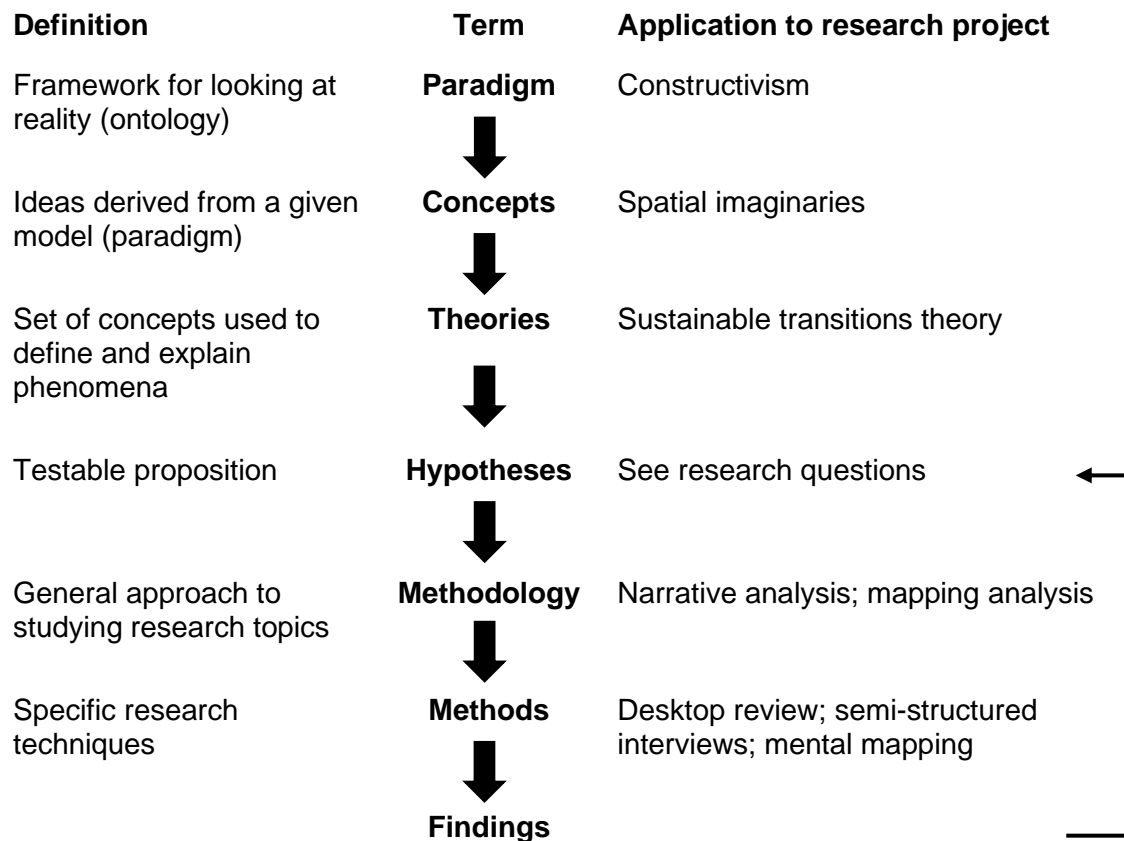 Definition Term Application to research project
Framework for looking at Paradigm Constructivism
reality (ontology)
Ideas derived from a given Concepts Spatial imaginaries
model (paradigm)
Set of concepts used to Theories Sustainable transitions theory
define and explain
phenomena
Testable proposition Hypotheses See research questions
General approach to Methodology Narrative analysis; mapping analysis
studying research topics
Specific research Methods Desktop review; semi-structured
techniques interviews; mental mapping
Findings